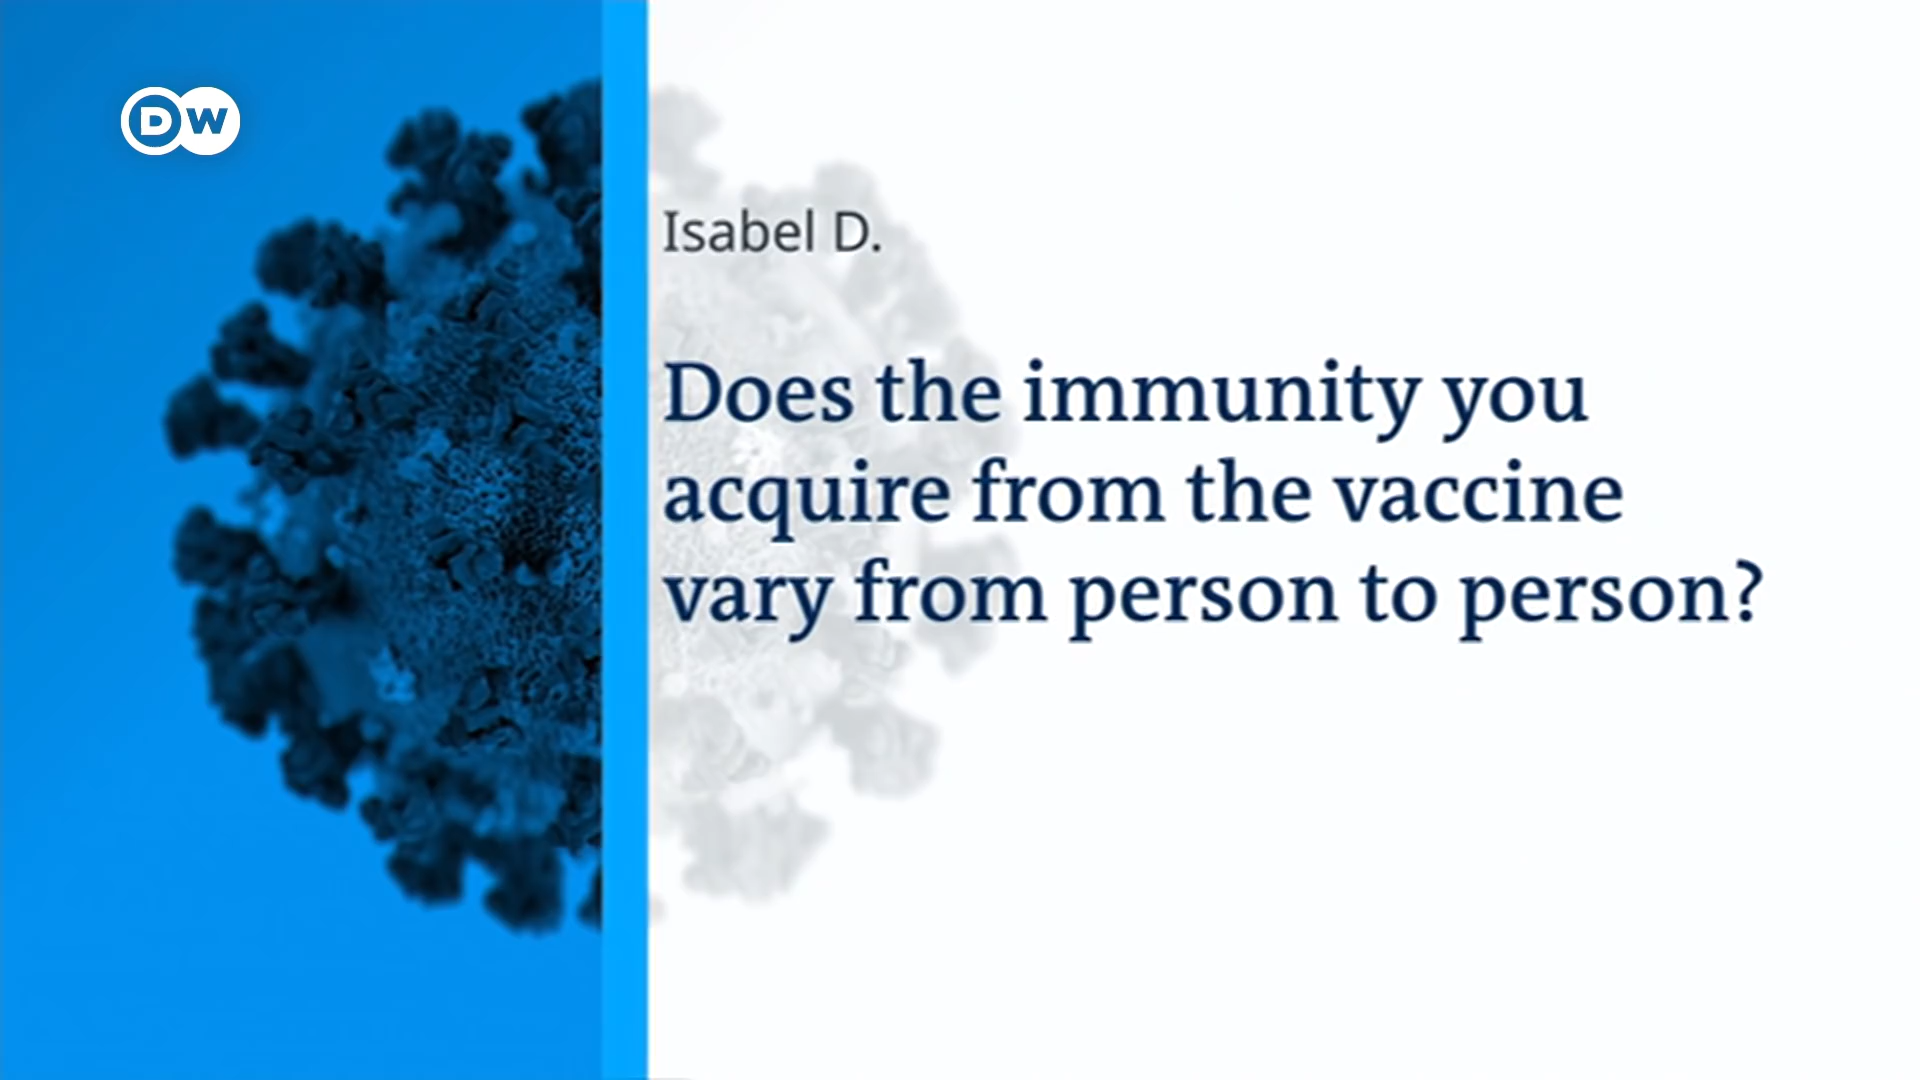 DW
Isabel D.
Does the immunity you
acquire from the vaccine
vary from person to person?